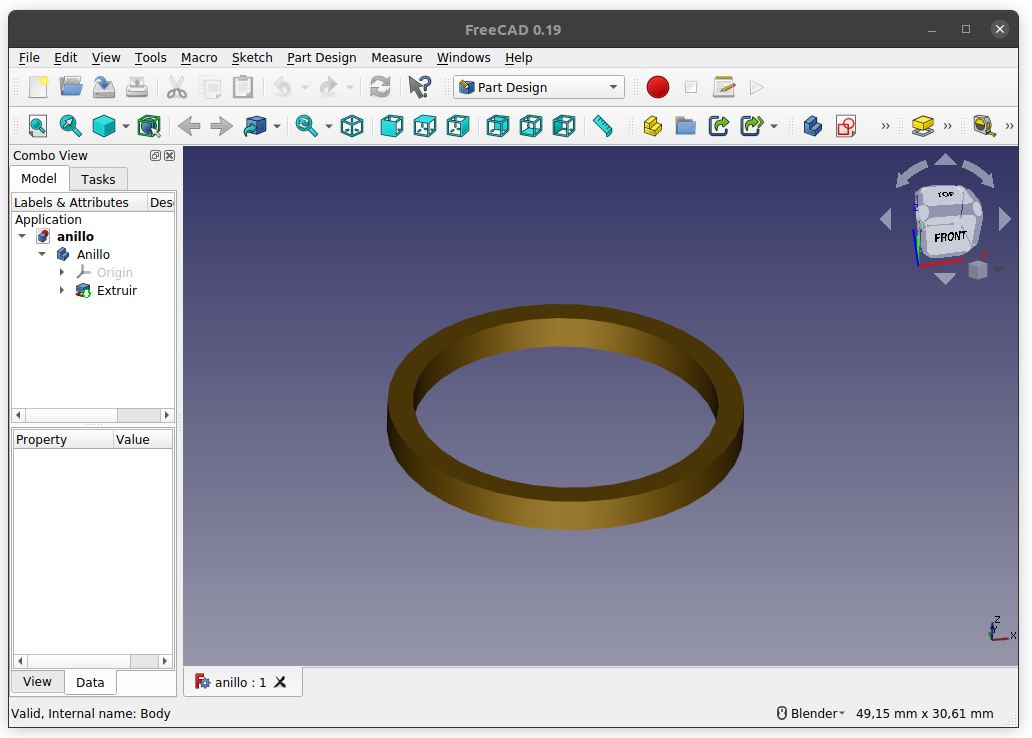 FreeCAD 0.19
File Edit View Tools Macro Sketch Part Design Measure Windows Help
Part Design
Combo View
Model Tasks
Labels & Attributes Des
Application
anillo
Anillo
Origin
Extruir
Property Value
View Data
TOP
FRONT
Z
X
Z
Y
X
anillo : 1
Valid, Internal name: Body
Blender 49,15 mm x 30,61 mm